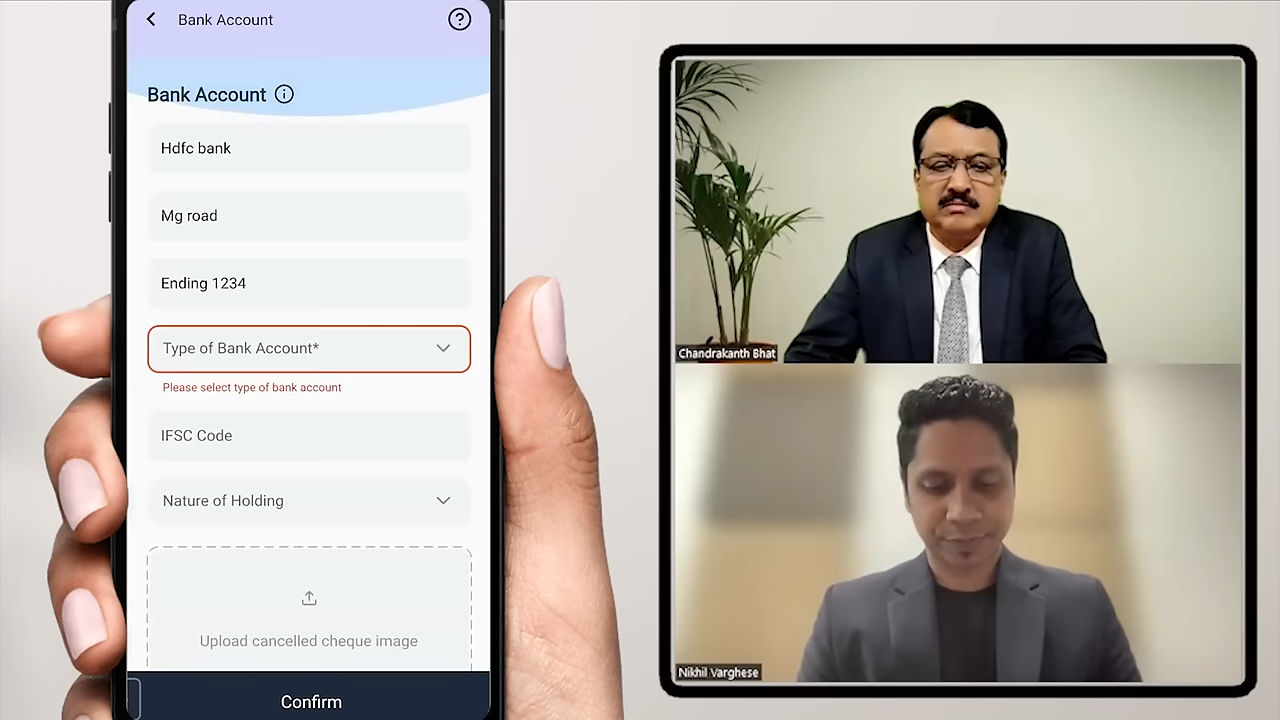 Bank Account
Bank Account
Hdfc bank
Mg road
Ending 1234
Type of Bank Account*
Please select type of bank account
IFSC Code
Nature of Holding
Upload cancelled cheque image
Confirm
Chandrakanth Bhat
Nikhil Varghese